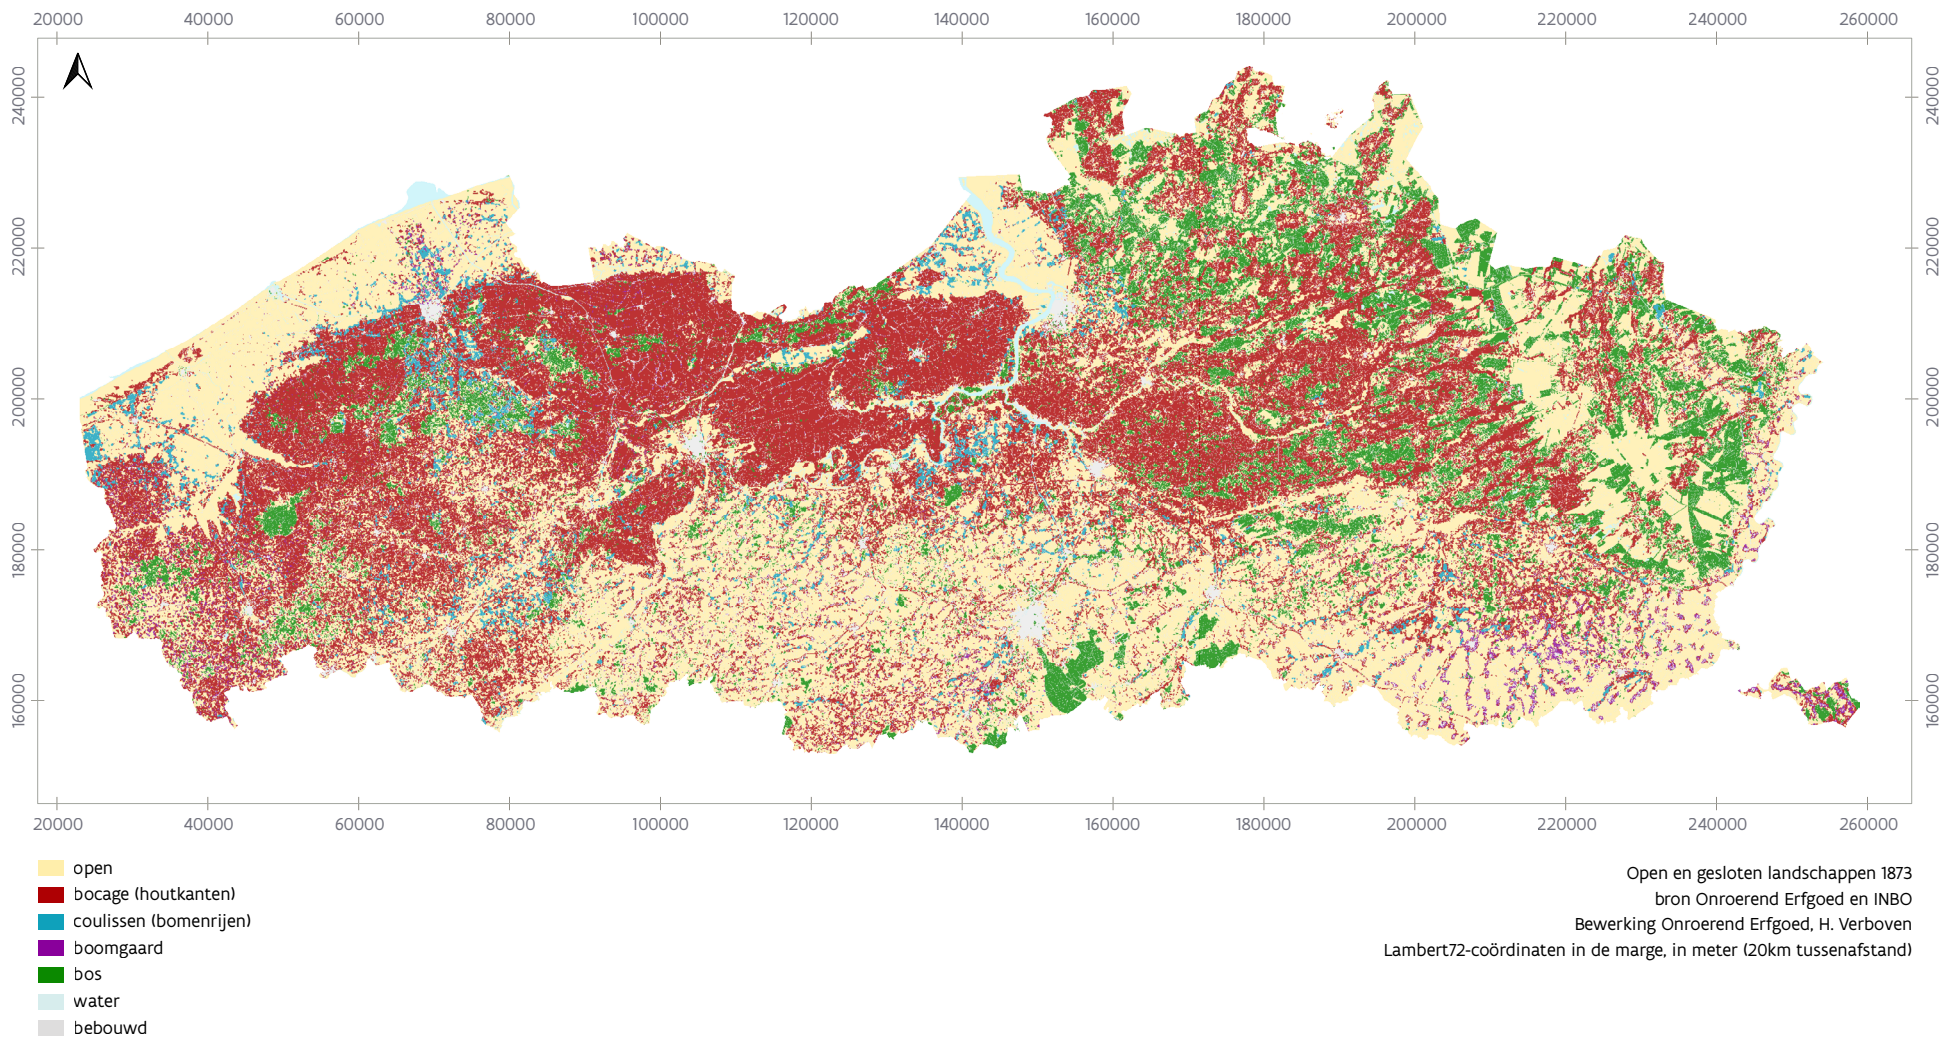 20000 40000 60000 80000 100000 120000 140000 160000 180000 200000 220000 240000 260000
240000 240000
220000 220000
200000 200000
180000 180000
160000 160000
20000 40000 60000 80000 100000 120000 140000 160000 180000 200000 220000 240000 260000
open
bocage (houtkanten)
coulissen (bomenrijen)
boomgaard
bos
water
bebouwd
Open en gesloten landschappen 1873
bron Onroerend Erfgoed en INBO
Bewerking Onroerend Erfgoed, H. Verboven
Lambert72-coördinaten in de marge, in meter (20km tussenafstand)